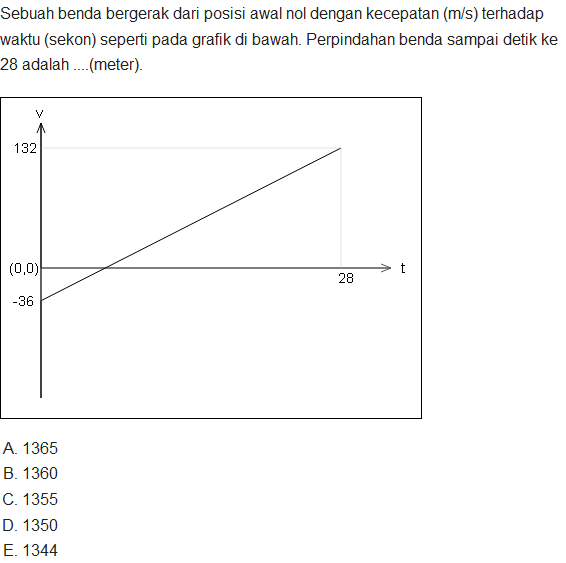 Sebuah benda bergerak dari posisi awal nol dengan kecepatan (m/s) terhadap
waktu (sekon) seperti pada grafik di bawah. Perpindahan benda sampai detik ke
28 adalah ....(meter).
v
132
(0,0)
t
28
-36
A. 1365
B. 1360
C. 1355
D. 1350
E. 1344